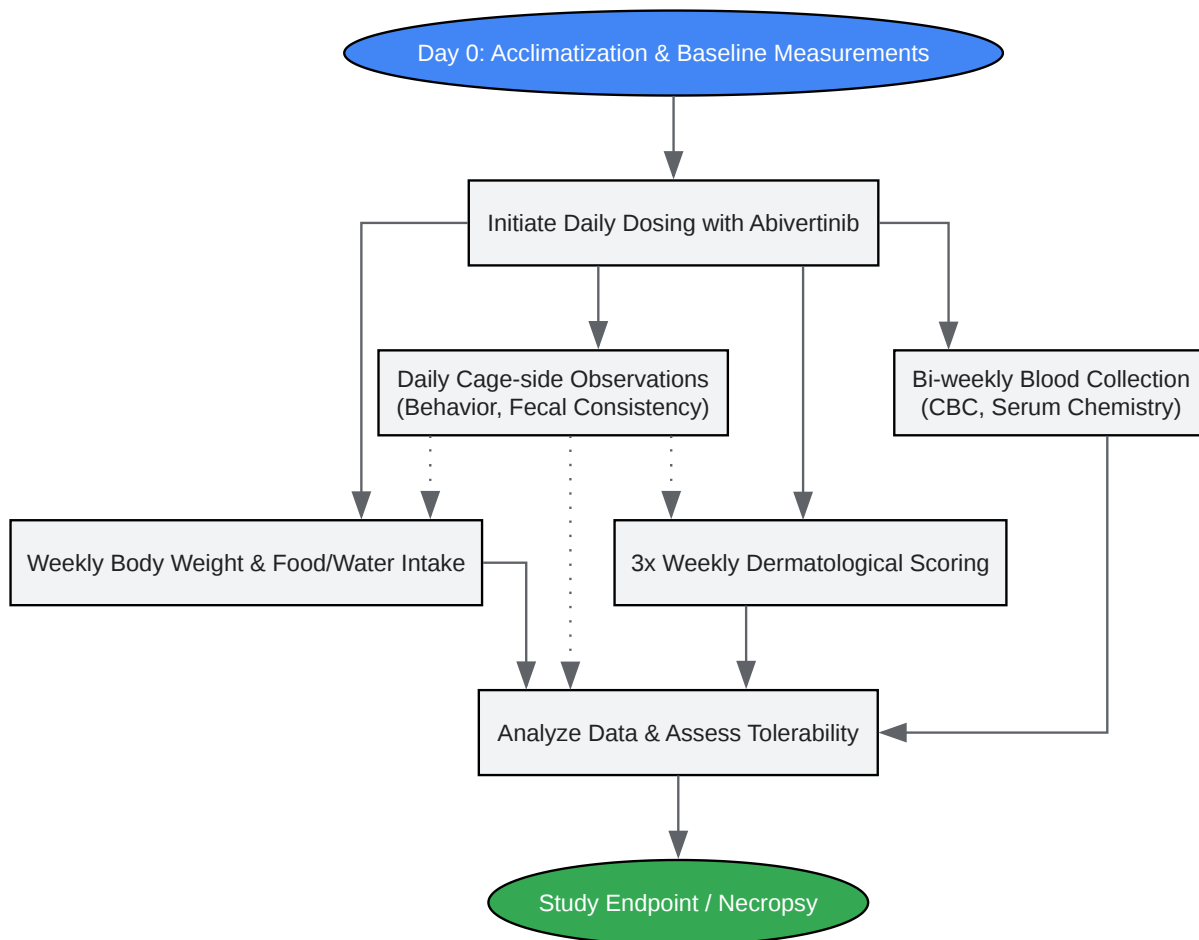 Day 0: Acclimatization & Baseline Measurements
Initiate Daily Dosing with Abivertinib
Daily Cage-side Observations
(Behavior, Fecal Consistency)
Bi-weekly Blood Collection
(CBC, Serum Chemistry)
Weekly Body Weight & Food/Water Intake
3x Weekly Dermatological Scoring
Analyze Data & Assess Tolerability
Study Endpoint / Necropsy